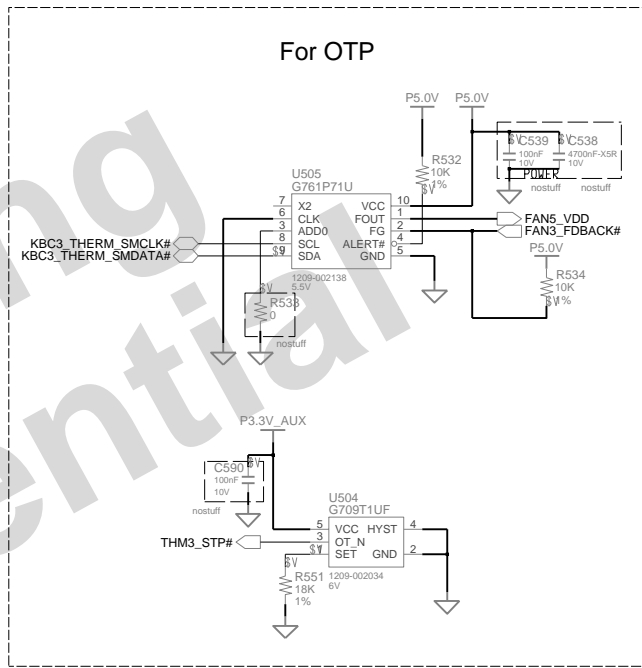 For OTP
P5.0V P5.0V
C539
100nF
10V
C538
4700nF-X5R
10V
POWER
nostuff nostuff
R532
10K
1%
U505
G761P71U
7 X2 VCC 10
6 CLK FOUT 1
3 ADD0 FG 2
8 SCL ALERT# 4
9 SDA GND 5
KBC3_THERM_SMCLK#
KBC3_THERM_SMDATA#
FAN5_VDD
FAN3_FDBACK#
1209-002138
5.5V
P5.0V
R534
10K
1%
R533
0
nostuff
P3.3V_AUX
C590
100nF
10V
nostuff
U504
G709T1UF
5 VCC HYST 4
3 OT_N
SET GND 2
THM3_STP#
1209-002034
6V
R551
18K
1%
ential